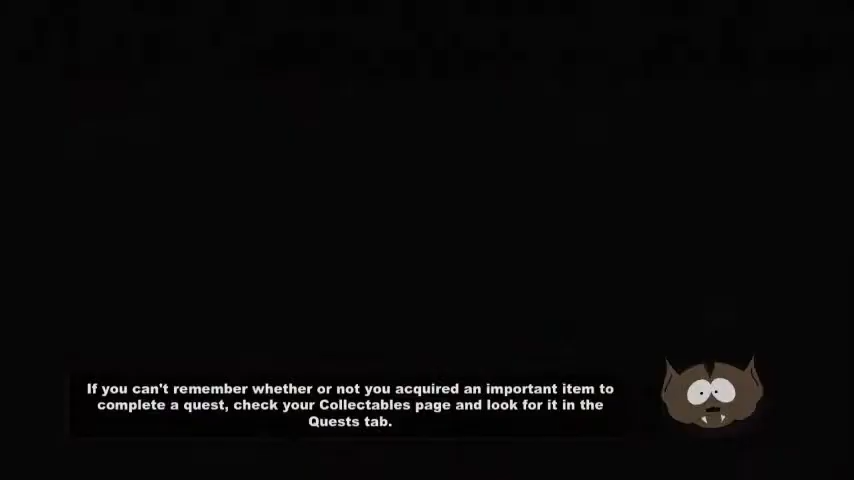 If you can't remember whether or not you acquired an important item to
complete a quest, check your Collectables page and look for it in the
Quests tab.